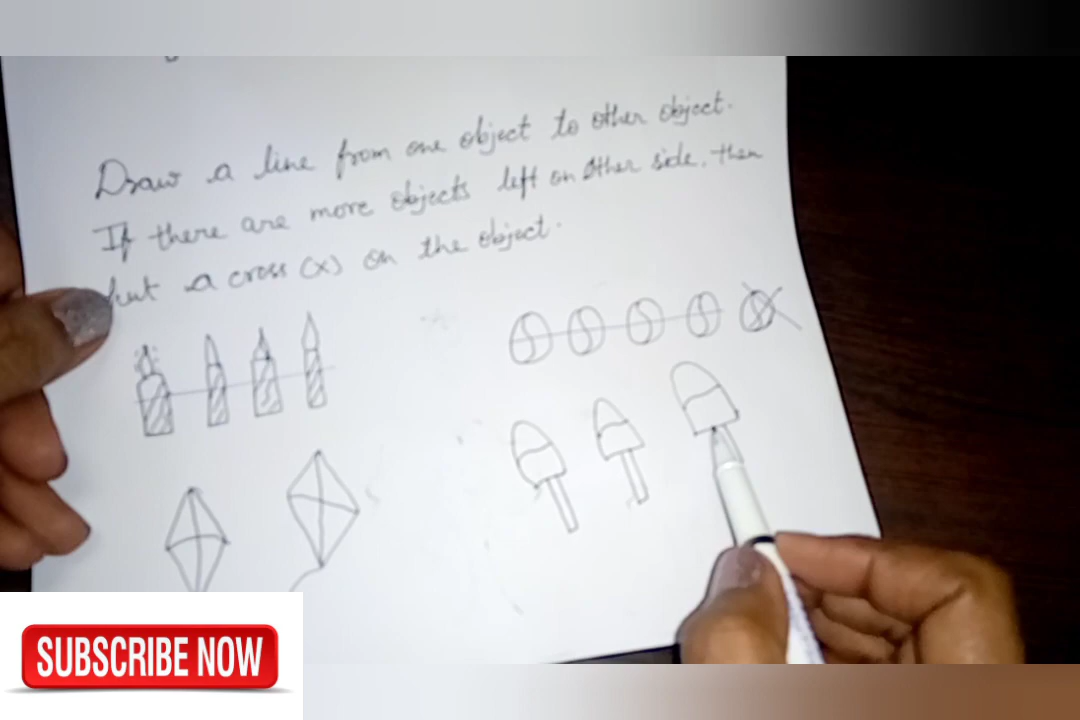 Draw a line from one object to other object.
If there are more objects left on other side, then
put a cross (x) on the object.
SUBSCRIBE NOW